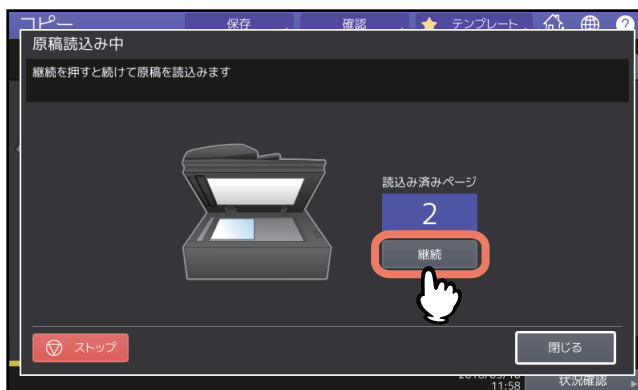 コピー
保存
確認
テンプレート
?
原稿読込み中
継続を押すと続けて原稿を読込みます
読込み済みページ
2
継続
ストップ
閉じる
11:58
状況確認